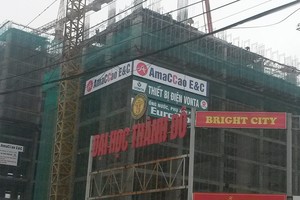 AMACCAO E&C
AMACCAO E&C
THIẾT BỊ ĐIỆN VONTA
ĐẠI HỌC THÀNH ĐÔ
BRIGHT CITY